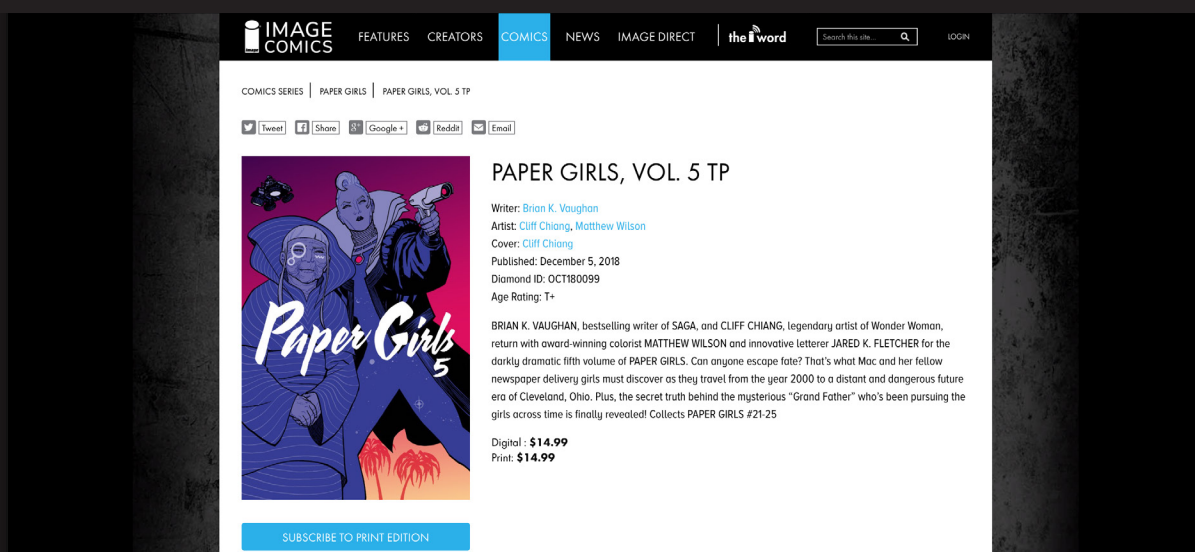 IMAGE COMICS
FEATURES CREATORS COMICS NEWS IMAGE DIRECT the i word Search this site... LOGIN
COMICS SERIES PAPER GIRLS PAPER GIRLS, VOL. 5 TP
Tweet Share Google + Reddit Email
PAPER GIRLS, VOL. 5 TP
Writer: Brian K. Vaughan
Artist: Cliff Chiang, Matthew Wilson
Cover: Cliff Chiang
Published: December 5, 2018
Diamond ID: OCT180099
Age Rating: T+
BRIAN K. VAUGHAN, bestselling writer of SAGA, and CLIFF CHIANG, legendary artist of Wonder Woman,
return with award-winning colorist MATTHEW WILSON and innovative letterer JARED K. FLETCHER for the
darkly dramatic fifth volume of PAPER GIRLS. Can anyone escape fate? That's what Mac and her fellow
newspaper delivery girls must discover as they travel from the year 2000 to a distant and dangerous future
era of Cleveland, Ohio. Plus, the secret truth behind the mysterious “Grand Father” who's been pursuing the
girls across time is finally revealed! Collects PAPER GIRLS #21-25
Digital : $14.99
Print: $14.99
Paper Girls
5
SUBSCRIBE TO PRINT EDITION